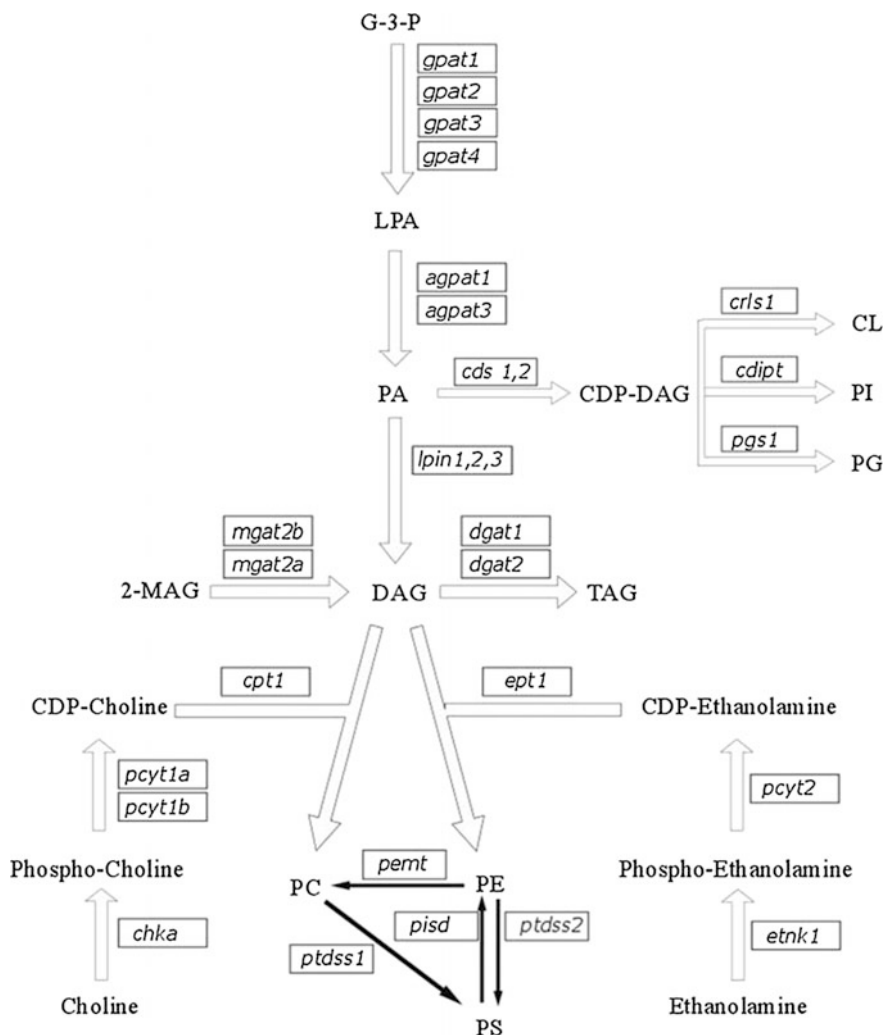 G-3-P
gpat1
gpat2
gpat3
gpat4
LPA
agpat1
agpat3
crls1
CL
PA
cds 1,2
CDP-DAG
cdipt
PI
pgs1
PG
lpin1,2,3
mgat2b
mgat2a
dgat1
dgat2
2-MAG
DAG
TAG
cpt1
ept1
CDP-Choline
CDP-Ethanolamine
pcyt1a
pcyt1b
pcyt2
Phospho-Choline
Phospho-Ethanolamine
PC
pemt
PE
chka
ptdss1
pisd
ptdss2
etnk1
Choline
PS
Ethanolamine